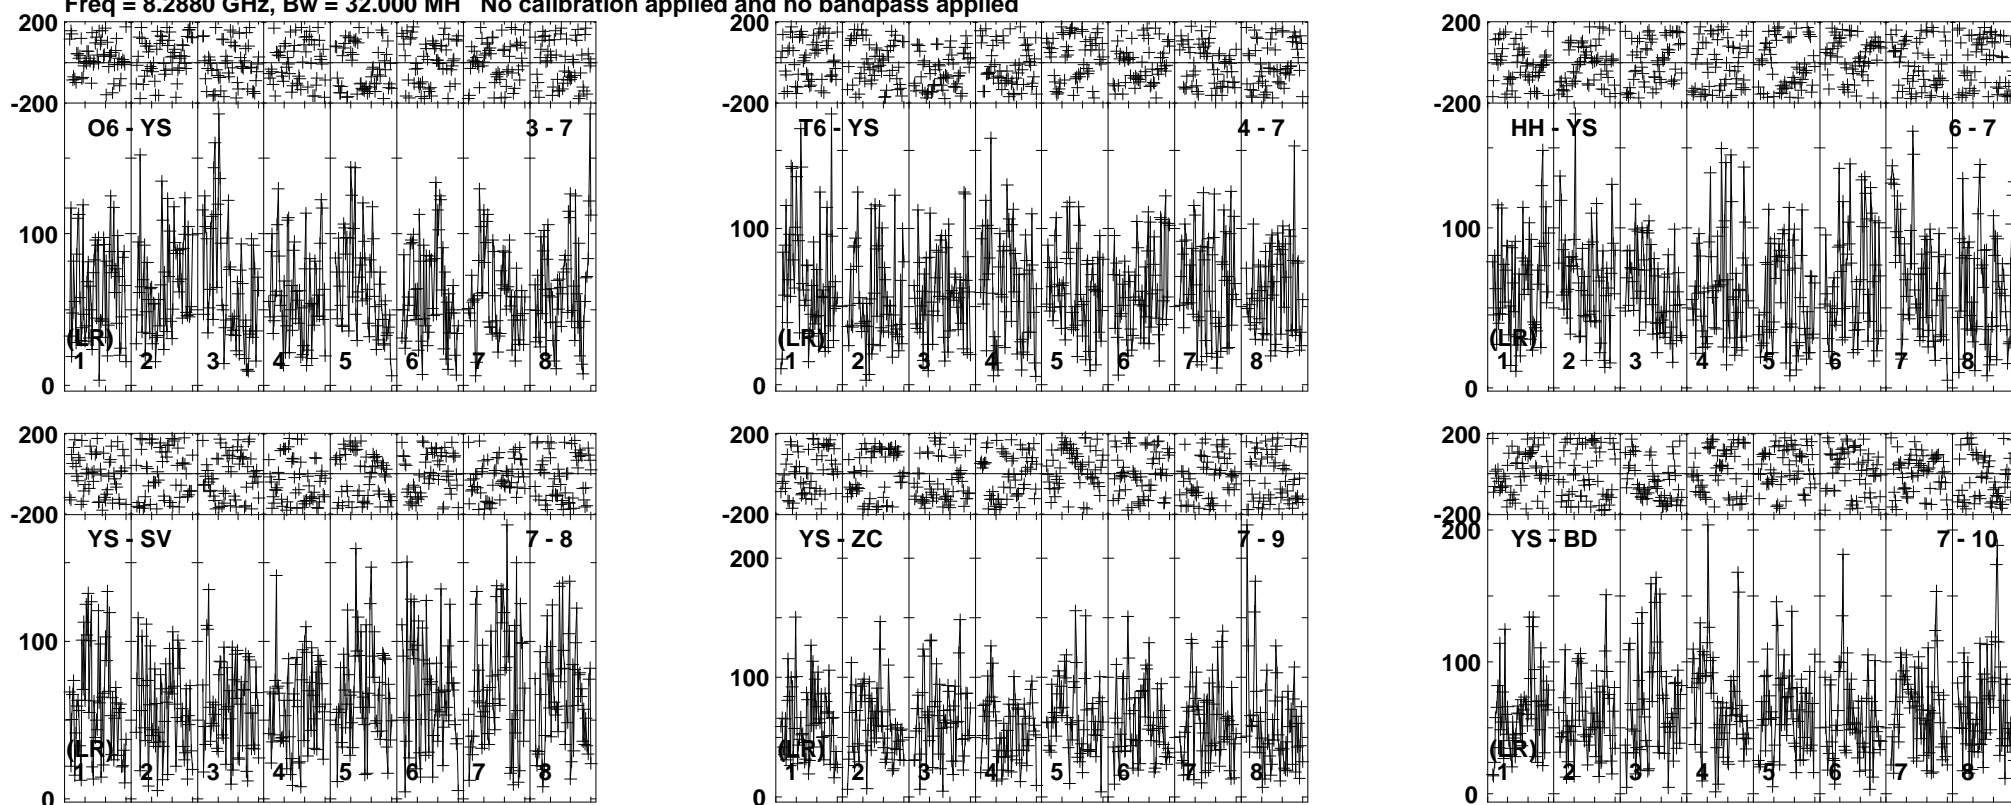 Freq = 8.2880 GHz, Bw = 32.000 MH No calibration applied and no bandpass applied
200
-200
O6 - YS 3 - 7
100
(LR)
1 2 3 4 5 6 7 8
0
200
-200
T6 - YS 4 - 7
100
(LR)
1 2 3 4 5 6 7 8
0
200
-200
HH - YS 6 - 7
100
(LR)
1 2 3 4 5 6 7 8
0
200
-200
YS - SV 7 - 8
100
(LR)
1 2 3 4 5 6 7 8
0
200
-200
YS - ZC 7 - 9
200
100
(LR)
1 2 3 4 5 6 7 8
0
200
-200
200
YS - BD 7 - 10
100
(LR)
1 2 3 4 5 6 7 8
0